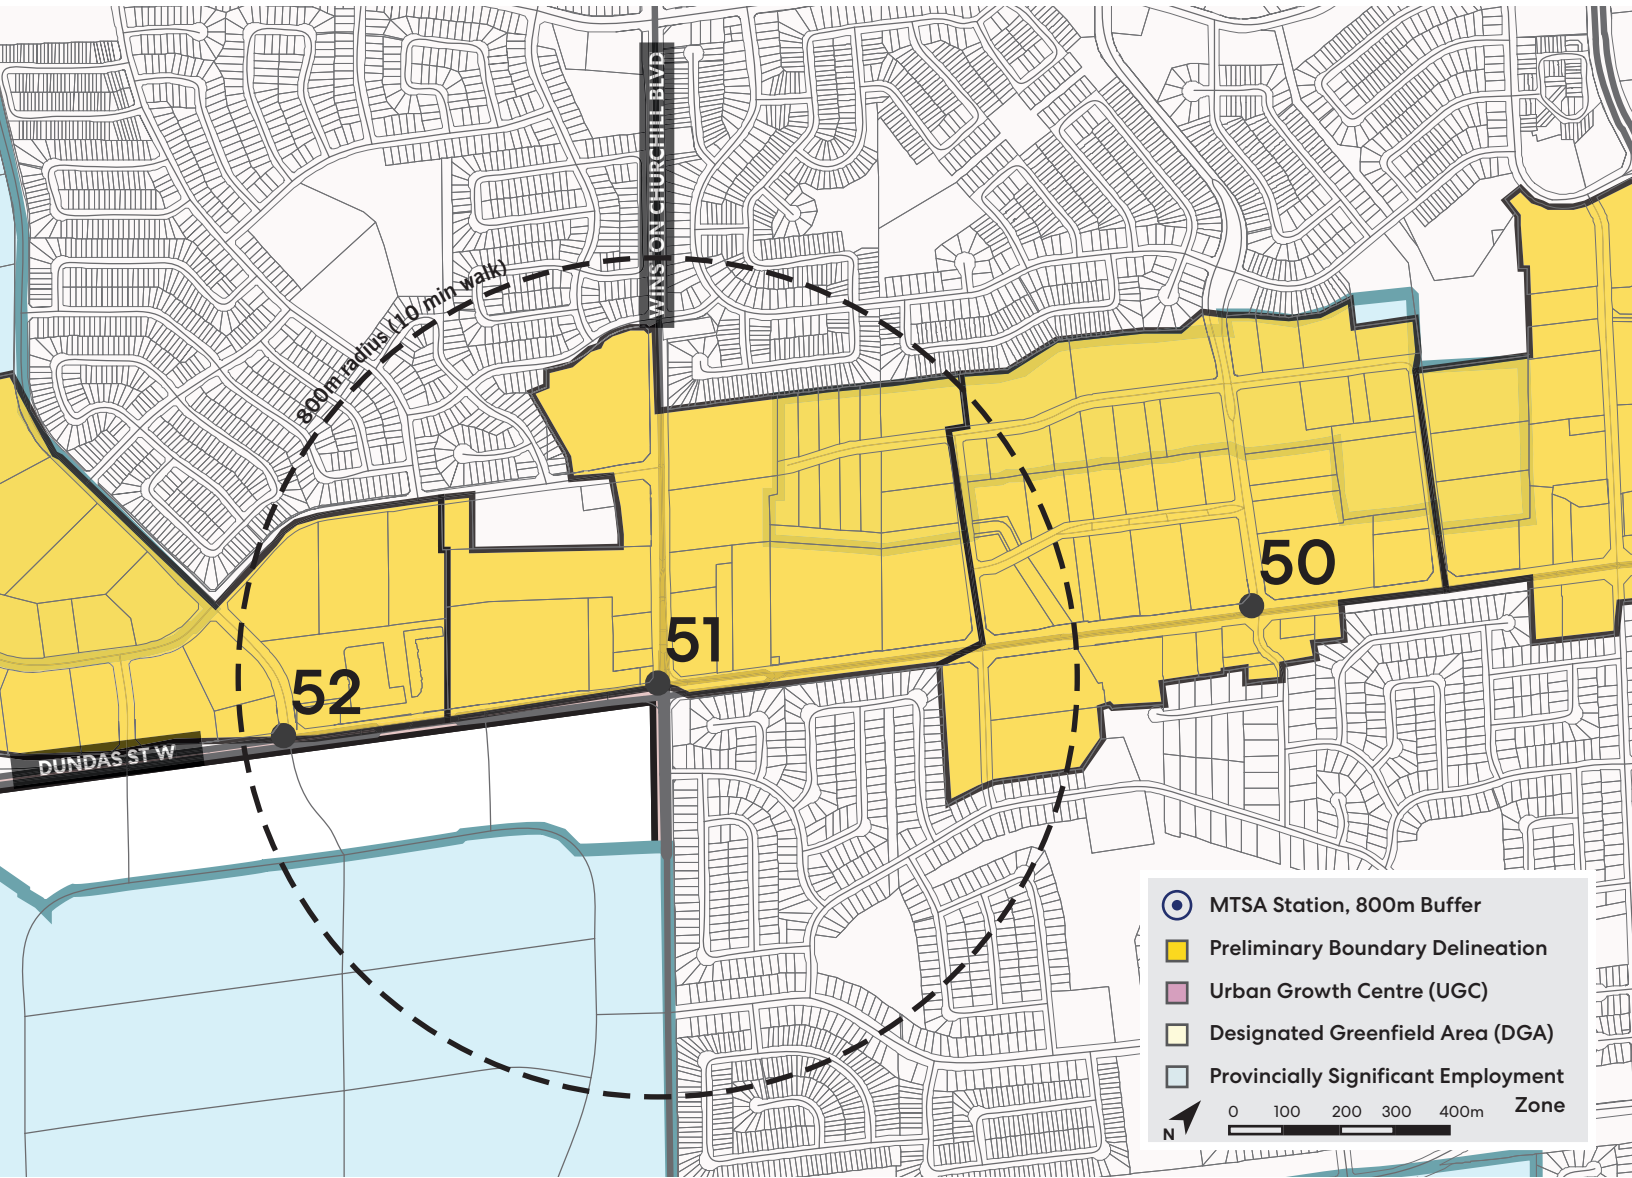 WINSTON CHURCHILL BLVD
800m radius (10 min walk)
50
51
52
DUNDAS ST W
MTSA Station, 800m Buffer
Preliminary Boundary Delineation
Urban Growth Centre (UGC)
Designated Greenfield Area (DGA)
Provincially Significant Employment
Zone
N
0 100 200 300 400m